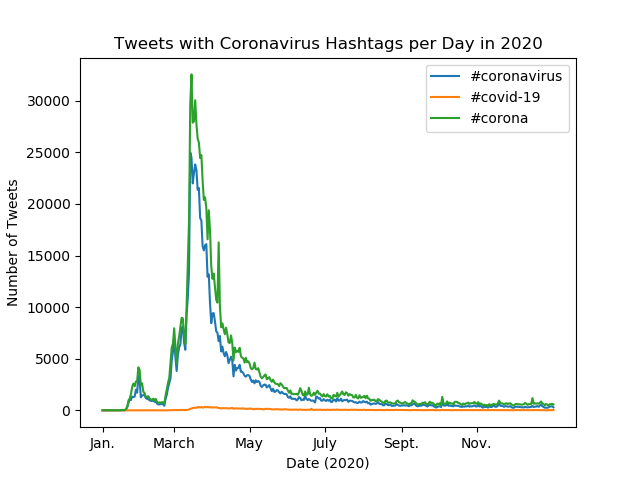 Tweets with Coronavirus Hashtags per Day in 2020
#coronavirus
#covid-19
#corona
Number of Tweets
30000
25000
20000
15000
10000
5000
0
Jan. March May July Sept. Nov.
Date (2020)